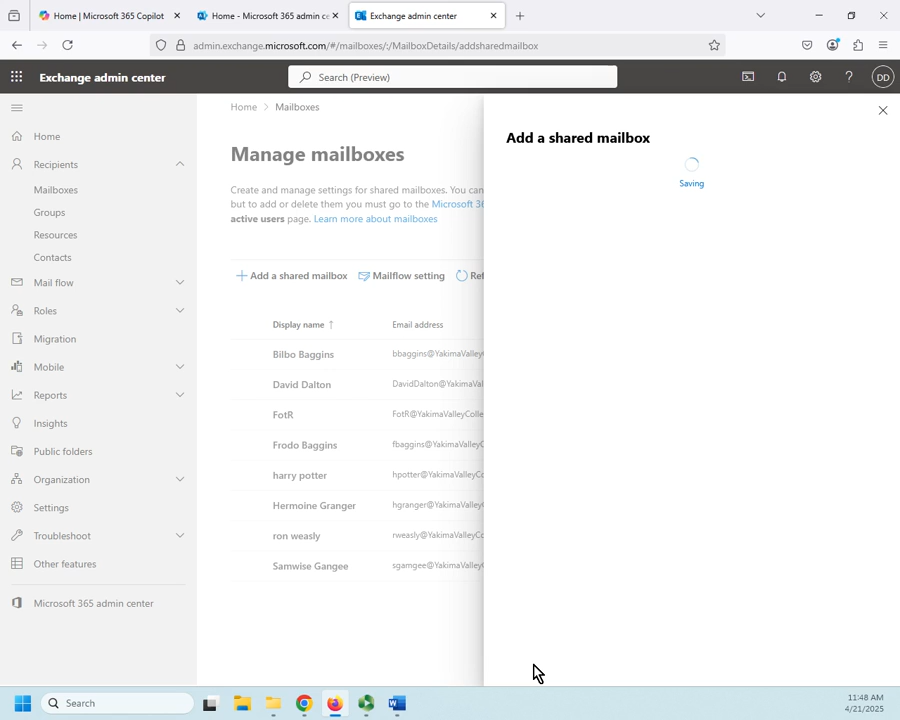 Home | Microsoft 365 Copilot
Home - Microsoft 365 admin ce
Exchange admin center
admin.exchange.microsoft.com/#/mailboxes/:/MailboxDetails/addsharedmailbox
Exchange admin center
Search (Preview)
DD
Home
Recipients
Mailboxes
Groups
Resources
Contacts
Mail flow
Roles
Migration
Mobile
Reports
Insights
Public folders
Organization
Settings
Troubleshoot
Other features
Microsoft 365 admin center
Home > Mailboxes
Manage mailboxes
Create and manage settings for shared mailboxes. You can
but to add or delete them you must go to the Microsoft 36
active users page. Learn more about mailboxes
Add a shared mailbox Mailflow setting Ref
Display name ↑ Email address
Bilbo Baggins bbaggins@YakimaValley
David Dalton DavidDalton@YakimaVal
FotR FotR@YakimaValleyColle
Frodo Baggins fbaggins@YakimaValleyC
harry potter hpotter@YakimaValleyCo
Hermoine Granger hgranger@YakimaValley
ron weasly rweasly@YakimaValleyCo
Samwise Gangee sgamgee@YakimaValley
Add a shared mailbox
Saving
Search
11:48 AM
4/21/2025